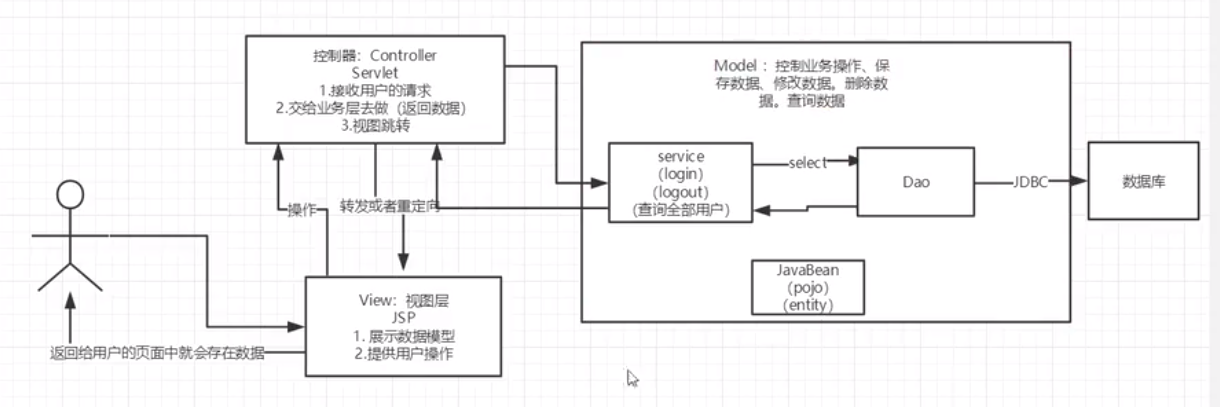 控制器：Controller
Servlet
1.接收用户的请求
2.交给业务层去做（返回数据）
3.视图跳转
Model ：控制业务操作、保
存数据、修改数据。删除数
据。查询数据
service
（login）
（logout）
（查询全部用户）
select
Dao
JDBC
数据库
操作
转发或者重定向
JavaBean
（pojo）
（entity）
View：视图层
JSP
1. 展示数据模型
2.提供用户操作
返回给用户的页面中就会存在数据